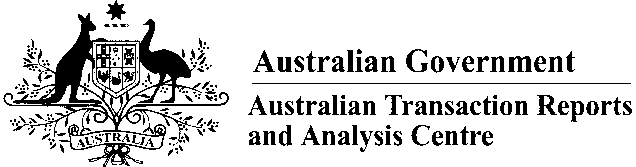 Australian Government
Australian Transaction Reports
and Analysis Centre
AUSTRALIA